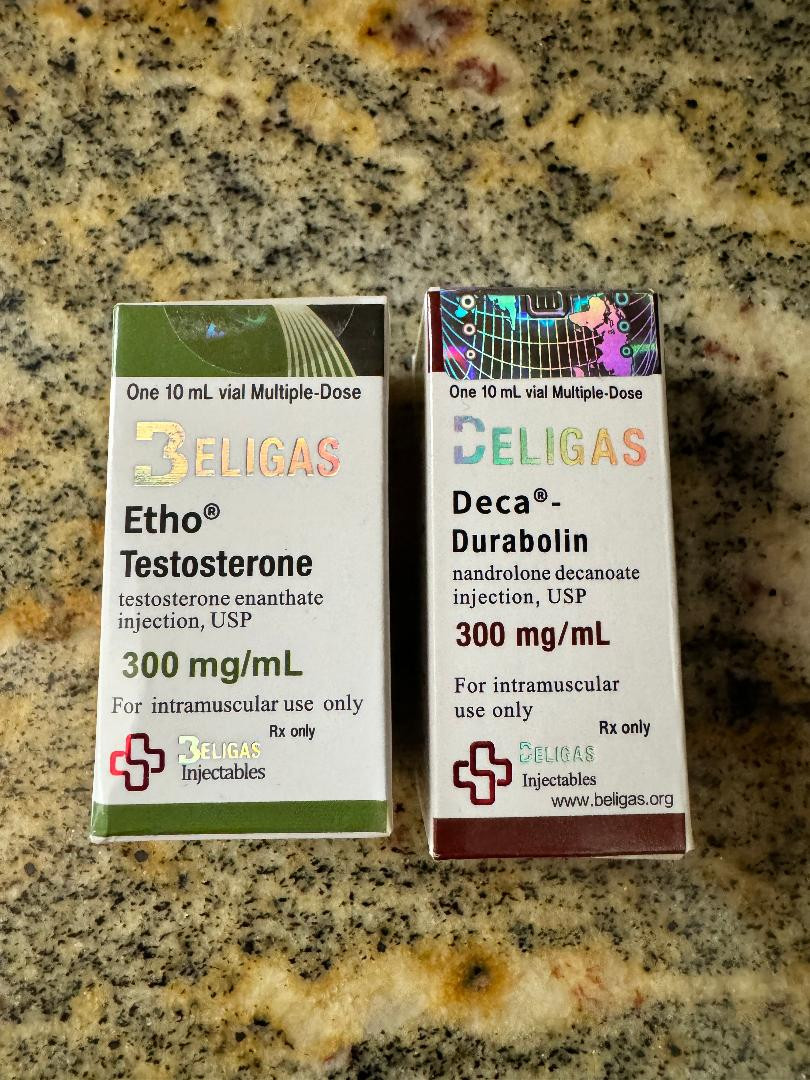 One 10 mL vial Multiple-Dose
BELIGAS
Etho®
Testosterone
testosterone enanthate
injection, USP
300 mg/mL
For intramuscular use only
Rx only
BELIGAS
Injectables
One 10 mL vial Multiple-Dose
BELIGAS
Deca®-
Durabolin
nandrolone decanoate
injection, USP
300 mg/mL
For intramuscular
use only
Rx only
BELIGAS
Injectables
www.beligas.org